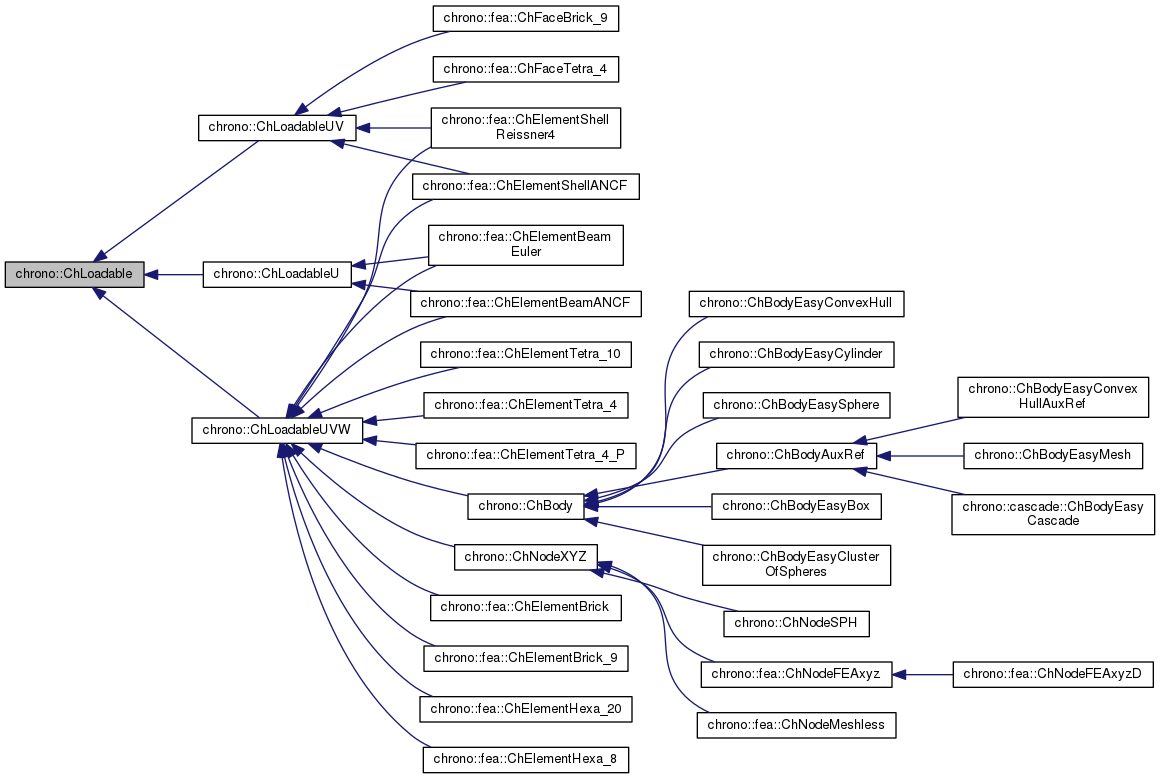 chrono::fea::ChFaceBrick_9
chrono::fea::ChFaceTetra_4
chrono::ChLoadableUV
chrono::fea::ChElementShell
Reissner4
chrono::fea::ChElementShellANCF
chrono::fea::ChElementBeam
Euler
chrono::ChLoadable
chrono::ChLoadableU
chrono::fea::ChElementBeamANCF
chrono::ChBodyEasyConvexHull
chrono::fea::ChElementTetra_10
chrono::ChBodyEasyCylinder
chrono::fea::ChElementTetra_4
chrono::ChBodyEasySphere
chrono::ChBodyEasyConvex
HullAuxRef
chrono::ChLoadableUVW
chrono::fea::ChElementTetra_4_P
chrono::ChBodyAuxRef
chrono::ChBodyEasyMesh
chrono::ChBody
chrono::ChBodyEasyBox
chrono::cascade::ChBodyEasy
Cascade
chrono::ChNodeXYZ
chrono::ChBodyEasyCluster
OfSpheres
chrono::fea::ChElementBrick
chrono::ChNodeSPH
chrono::fea::ChElementBrick_9
chrono::fea::ChNodeFEAxyz
chrono::fea::ChNodeFEAxyzD
chrono::fea::ChElementHexa_20
chrono::fea::ChNodeMeshless
chrono::fea::ChElementHexa_8